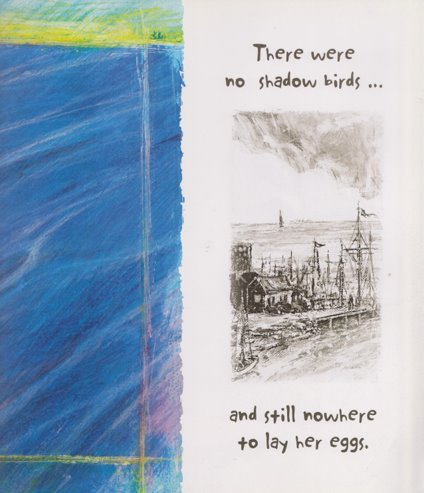 There were
no shadow birds ...
and still nowhere
to lay her eggs.